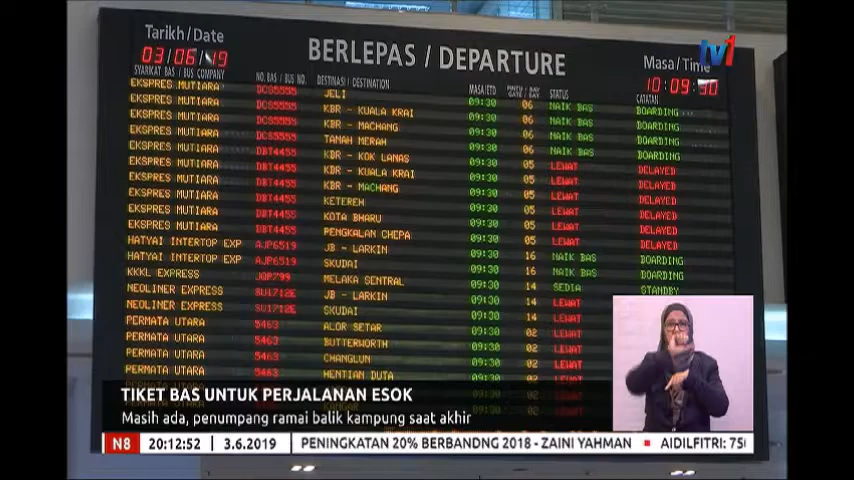 Tarikh/Date
03/06/19
BERLEPAS / DEPARTURE
tv1
Masa/Time
10:09:30
SYARIKAT BAS / BUS COMPANY NO. BAS / BUS NO. DESTINASI / DESTINATION MASA/ETD STATUS CATATAN
EKSPRES MUTIARA DCS5555 JELI 09:30 06 NAIK BAS BOARDING
EKSPRES MUTIARA DCS5555 KBR - KUALA KRAI 09:30 06 NAIK BAS BOARDING
EKSPRES MUTIARA DCS5555 KBR - MACHANG 09:30 06 NAIK BAS BOARDING
EKSPRES MUTIARA DCS5555 TANAH MERAH 09:30 06 NAIK BAS BOARDING
EKSPRES MUTIARA DBT4455 KBR - KOK LANAS 09:30 05 LEWAT DELAYED
EKSPRES MUTIARA DBT4455 KBR - KUALA KRAI 09:30 05 LEWAT DELAYED
EKSPRES MUTIARA DBT4455 KBR - MACHANG 09:30 05 LEWAT DELAYED
EKSPRES MUTIARA DBT4455 KETEREH 09:30 05 LEWAT DELAYED
EKSPRES MUTIARA DBT4455 KOTA BHARU 09:30 05 LEWAT DELAYED
EKSPRES MUTIARA DBT4455 PENGKALAN CHEPA 09:30 05 LEWAT DELAYED
HATYAI INTERTOP EXP AJP6519 JB - LARKIN 09:30 16 NAIK BAS BOARDING
HATYAI INTERTOP EXP AJP6519 SKUDAI 09:30 16 NAIK BAS BOARDING
KKKL EXPRESS JQP799 MELAKA SENTRAL 09:30 14 SEDIA STANDBY
NEOLINER EXPRESS SU1712E JB - LARKIN 09:30 14 LEWAT
NEOLINER EXPRESS SU1712E SKUDAI 09:30 14 LEWAT
PERMATA UTARA 5463 ALOR SETAR 09:30 02 LEWAT
PERMATA UTARA 5463 BUTTERWORTH 09:30 02 LEWAT
PERMATA UTARA 5463 CHANGLUN 09:30 02 LEWAT
PERMATA UTARA 5463 HENTIAN DUTA 09:30 02 LEWAT
TIKET BAS UNTUK PERJALANAN ESOK
Masih ada, penumpang ramai balik kampung saat akhir
N8 20:12:52 3.6.2019 PENINGKATAN 20% BERBANDNG 2018 - ZAINI YAHMAN AIDILFITRI: 75